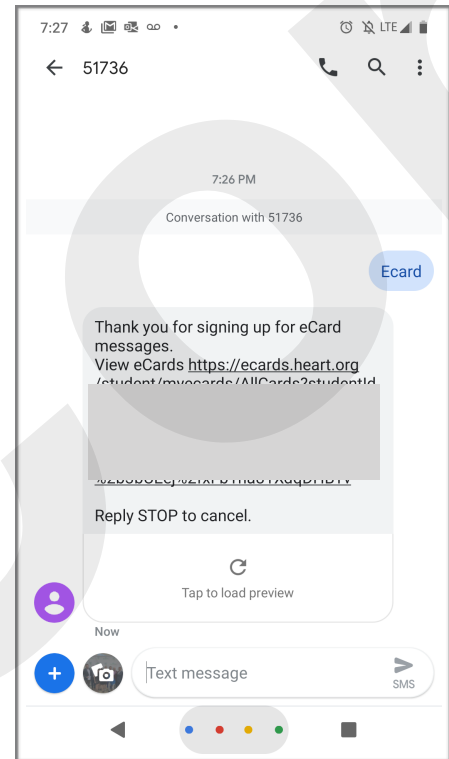 7:27
LTE
51736
7:26 PM
Conversation with 51736
Ecard
Thank you for signing up for eCard
messages.
View eCards https://ecards.heart.org
/student/myecards/AllCards?studentId
Reply STOP to cancel.
Tap to load preview
Now
Text message
SMS